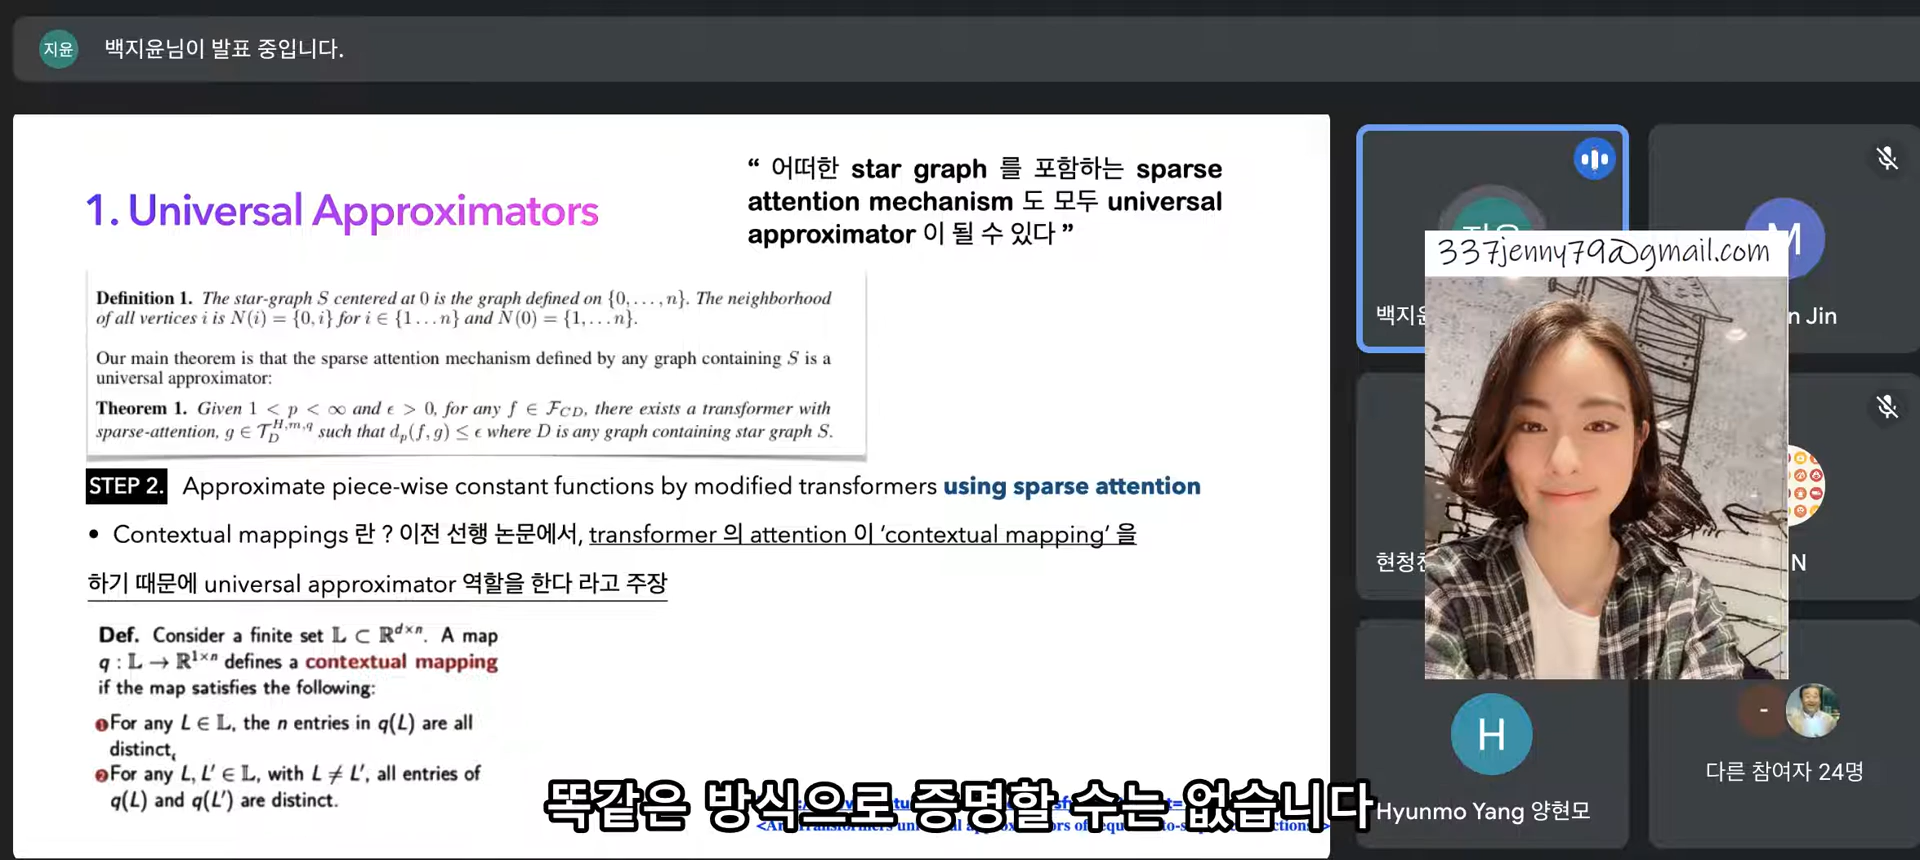 지윤
백지윤님이 발표 중입니다.
1. Universal Approximators
“ 어떠한 star graph 를 포함하는 sparse
attention mechanism 도 모두 universal
approximator 이 될 수 있다 ”
Definition 1. The star-graph S centered at 0 is the graph defined on {0, . . . , n}. The neighborhood
of all vertices i is N(i) = {0, i} for i ∈ {1 . . . n} and N(0) = {1, . . . n}.
Our main theorem is that the sparse attention mechanism defined by any graph containing S is a
universal approximator:
Theorem 1. Given 1 < p < ∞ and ϵ > 0, for any f ∈ F_CD, there exists a transformer with
sparse-attention, g ∈ T_D^{H,m,q} such that d_p(f, g) ≤ ϵ where D is any graph containing star graph S.
STEP 2. Approximate piece-wise constant functions by modified transformers using sparse attention
• Contextual mappings 란 ? 이전 선행 논문에서, transformer 의 attention 이 ‘contextual mapping’ 을
하기 때문에 universal approximator 역할을 한다 라고 주장
Def. Consider a finite set 𝕃 ⊂ ℝ^{d×n}. A map
q : 𝕃 → ℝ^{1×n} defines a contextual mapping
if the map satisfies the following:
❶For any L ∈ 𝕃, the n entries in q(L) are all
distinct.
❷For any L, L′ ∈ 𝕃, with L ≠ L′, all entries of
q(L) and q(L′) are distinct.
똑같은 방식으로 증명할 수는 없습니다
337jenny79@gmail.com
백지윤
n Jin
M
N
H
Hyunmo Yang 양현모
-
다른 참여자 24명